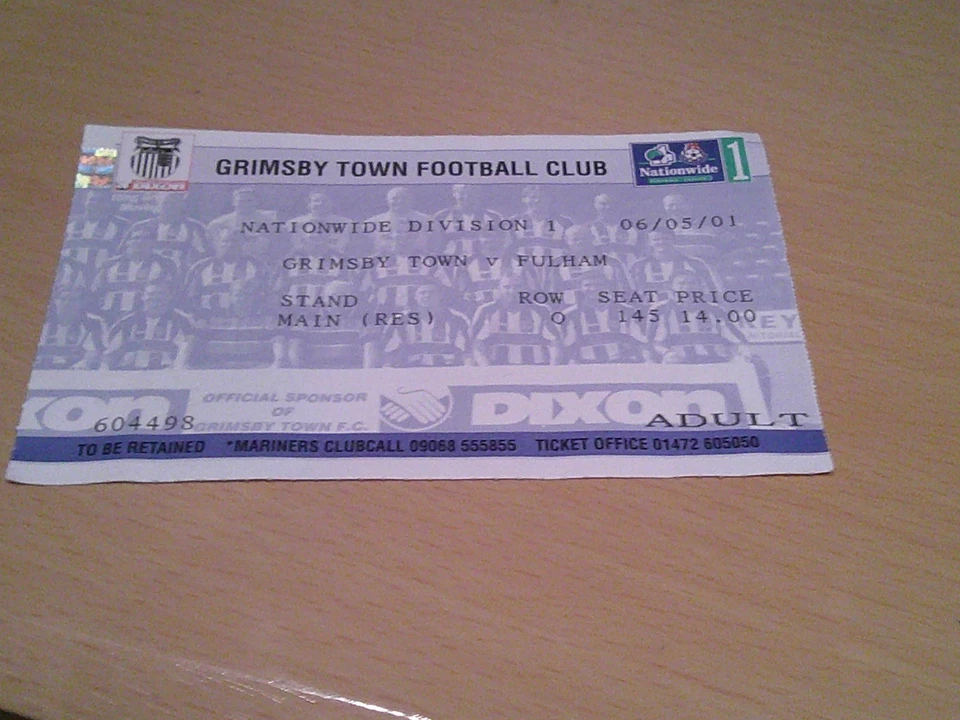 GRIMSBY TOWN FOOTBALL CLUB
Nationwide
1
DIXON
NATIONWIDE DIVISION 1 06/05/01
GRIMSBY TOWN V FULHAM
STAND ROW SEAT PRICE
MAIN (RES) O 145 14.00
OFFICIAL SPONSOR
OF
GRIMSBY TOWN F.C.
xon
DIXON
604498
ADULT
TO BE RETAINED *MARINERS CLUBCALL 09068 555855 TICKET OFFICE 01472 605050